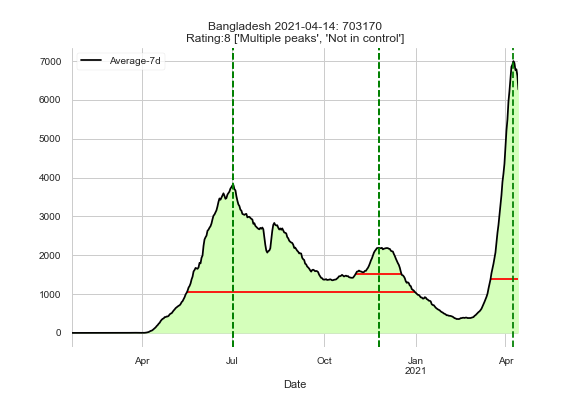 Bangladesh 2021-04-14: 703170
Rating:8 ['Multiple peaks', 'Not in control']
Average-7d
7000
6000
5000
4000
3000
2000
1000
0
Apr
Jul
Oct
Jan
2021
Apr
Date